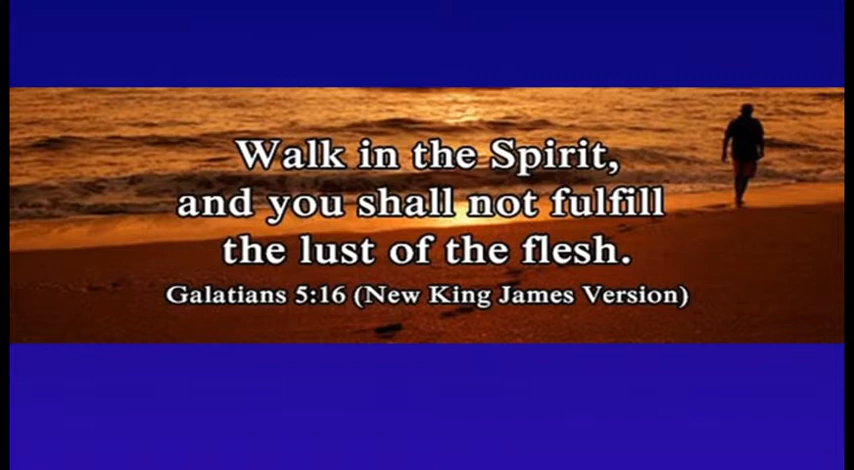 Walk in the Spirit,
and you shall not fulfill
the lust of the flesh.
Galatians 5:16 (New King James Version)